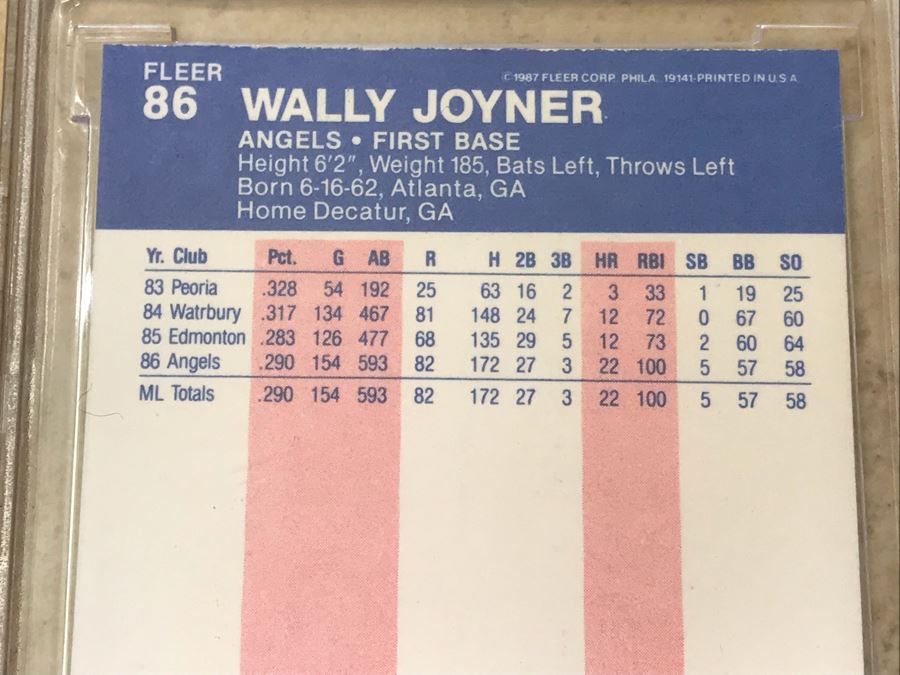 FLEER
© 1987 FLEER CORP. PHILA. 19141-PRINTED IN U.S.A
86 WALLY JOYNER
ANGELS • FIRST BASE
Height 6'2", Weight 185, Bats Left, Throws Left
Born 6-16-62, Atlanta, GA
Home Decatur, GA
Yr. Club Pct. G AB R H 2B 3B HR RBI SB BB SO
83 Peoria .328 54 192 25 63 16 2 3 33 1 19 25
84 Watrbury .317 134 467 81 148 24 7 12 72 0 67 60
85 Edmonton .283 126 477 68 135 29 5 12 73 2 60 64
86 Angels .290 154 593 82 172 27 3 22 100 5 57 58
ML Totals .290 154 593 82 172 27 3 22 100 5 57 58